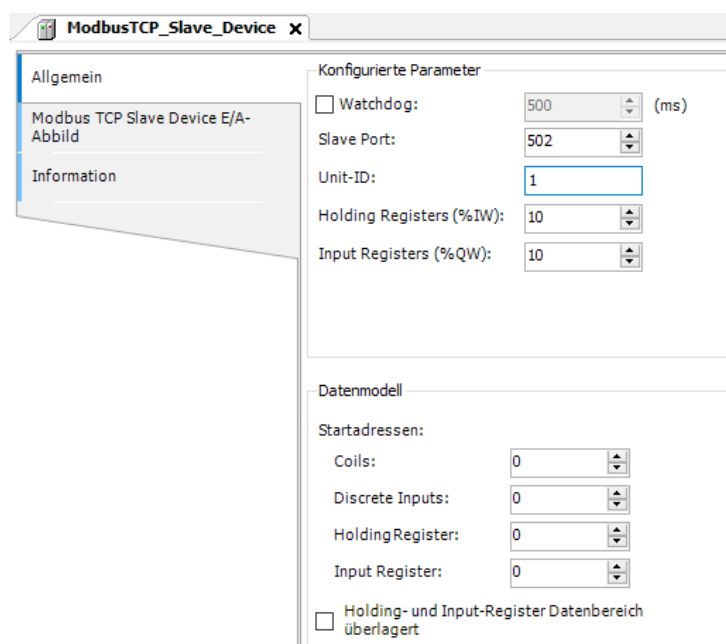 ModbusTCP_Slave_Device X
Allgemein
Modbus TCP Slave Device E/A-
Abbild
Information
Konfigurierte Parameter
Watchdog: 500 (ms)
Slave Port: 502
Unit-ID: 1
Holding Registers (%IW): 10
Input Registers (%QW): 10
Datenmodell
Startadressen:
Coils: 0
Discrete Inputs: 0
HoldingRegister: 0
Input Register: 0
Holding- und Input-Register Datenbereich
überlagert